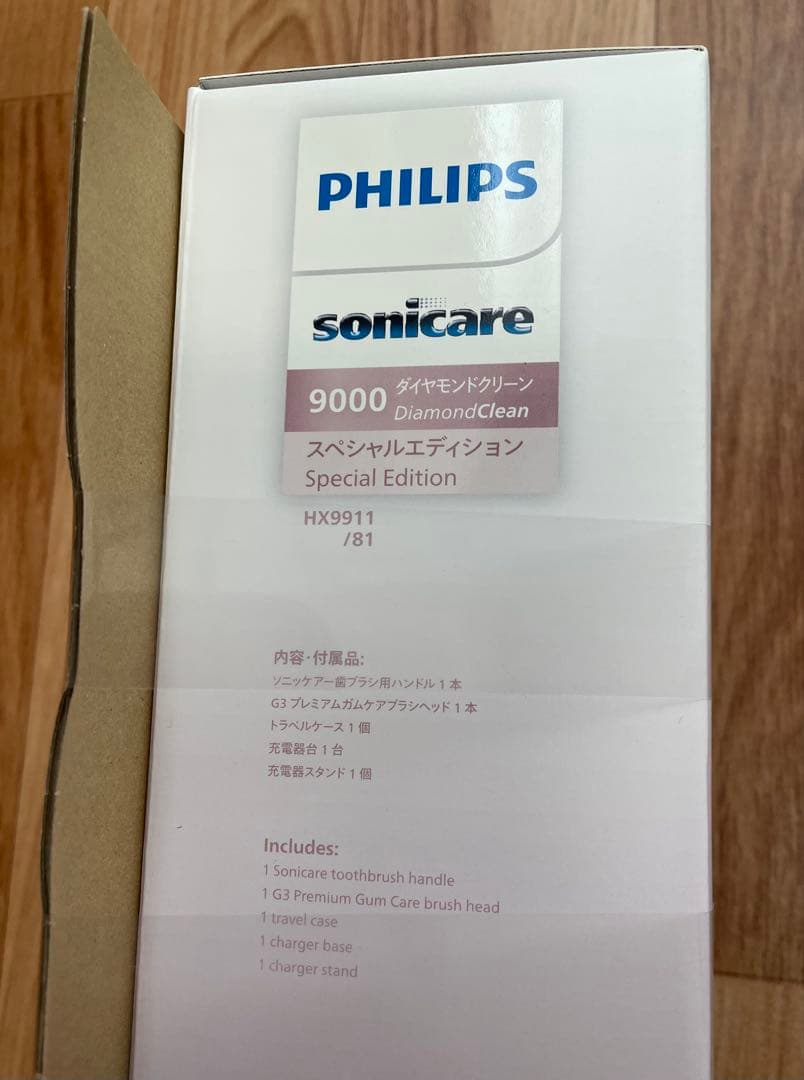 PHILIPS
sonicare
9000 ダイヤモンドクリーン
DiamondClean
スペシャルエディション
Special Edition
HX9911
/81
内容・付属品:
ソニッケアー歯ブラシ用ハンドル 1 本
G3 プレミアムガムケアブラシヘッド 1 本
トラベルケース 1 個
充電器台 1 台
充電器スタンド 1 個
Includes:
1 Sonicare toothbrush handle
1 G3 Premium Gum Care brush head
1 travel case
1 charger base
1 charger stand